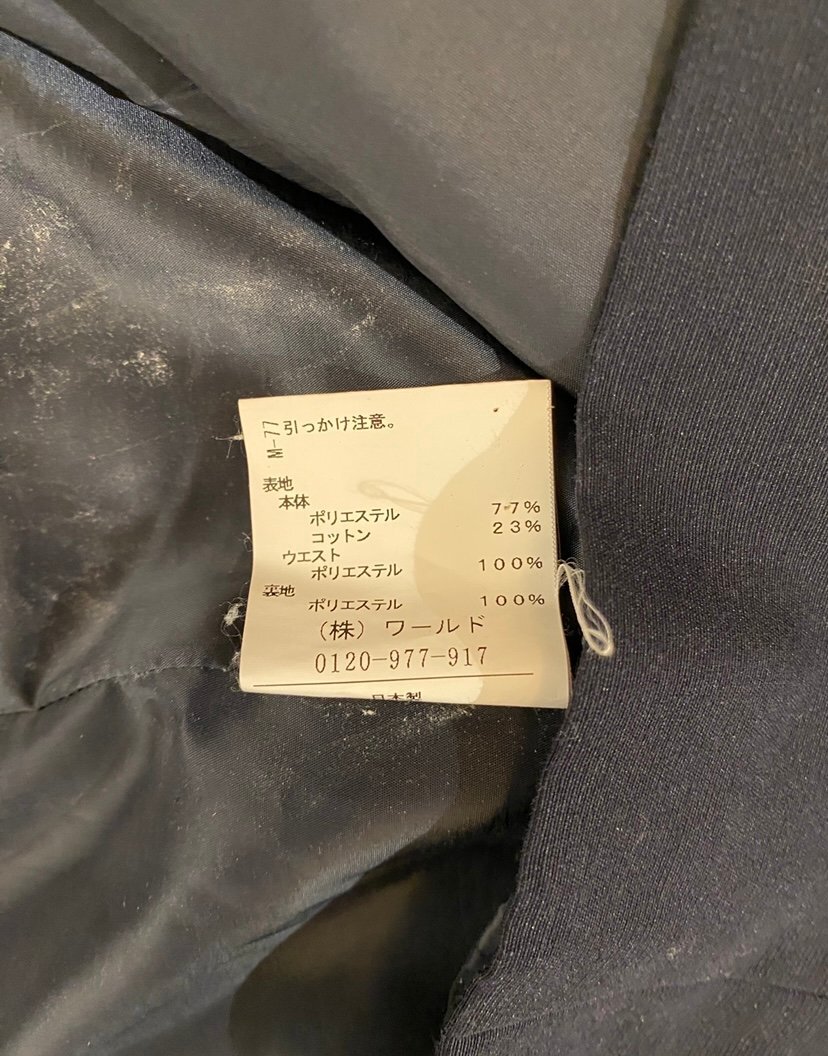 M-77
引っかけ注意。
表地
本体
ポリエステル 77%
コットン 23%
ウエスト
ポリエステル 100%
裏地
ポリエステル 100%
(株) ワールド
0120-977-917
日本製